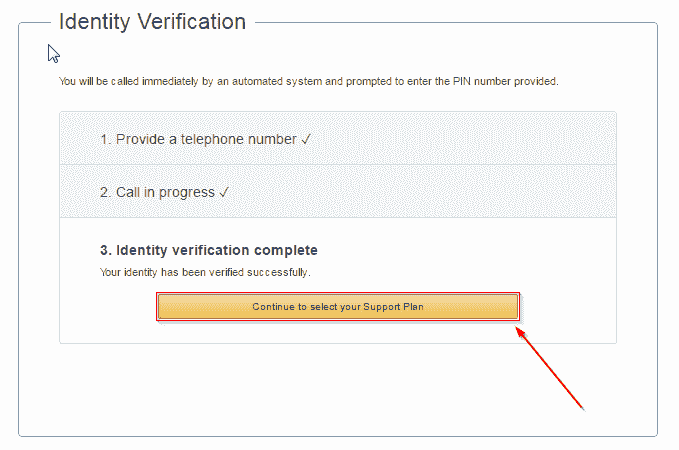 Identity Verification
You will be called immediately by an automated system and prompted to enter the PIN number provided.
1. Provide a telephone number ✓
2. Call in progress ✓
3. Identity verification complete
Your identity has been verified successfully.
Continue to select your Support Plan